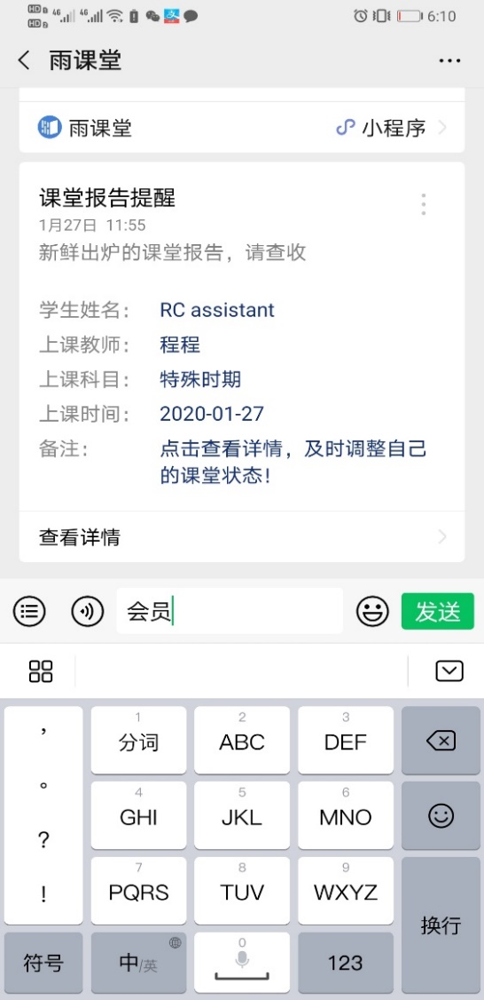 HD 4G 4G 6:10
HD
雨课堂
雨课堂 小程序
课堂报告提醒
1月27日 11:55
新鲜出炉的课堂报告，请查收
学生姓名： RC assistant
上课教师： 程程
上课科目： 特殊时期
上课时间： 2020-01-27
备注： 点击查看详情，及时调整自己
的课堂状态！
查看详情
会员 发送
， 1 2 3
分词 ABC DEF
。 4 5 6
GHI JKL MNO
？
！ 7 8 9
PQRS TUV WXYZ
换行
符号 中/英 0 123